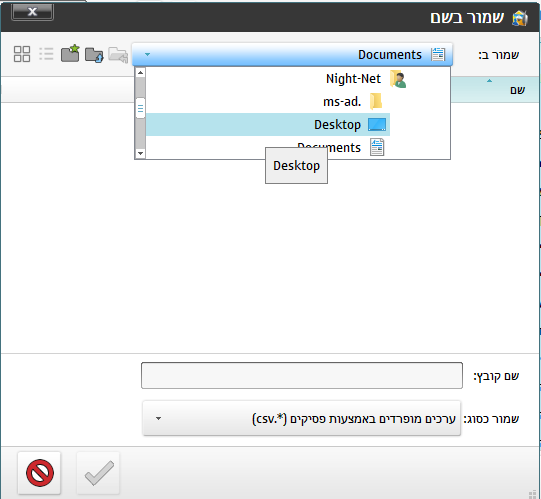 שמור בשם
שמור ב:
Documents
שם
Night-Net
ms-ad.
Desktop
Documents
Desktop
שם קובץ:
שמור כסוג:
ערכים מופרדים באמצעות פסיקים (*.csv)